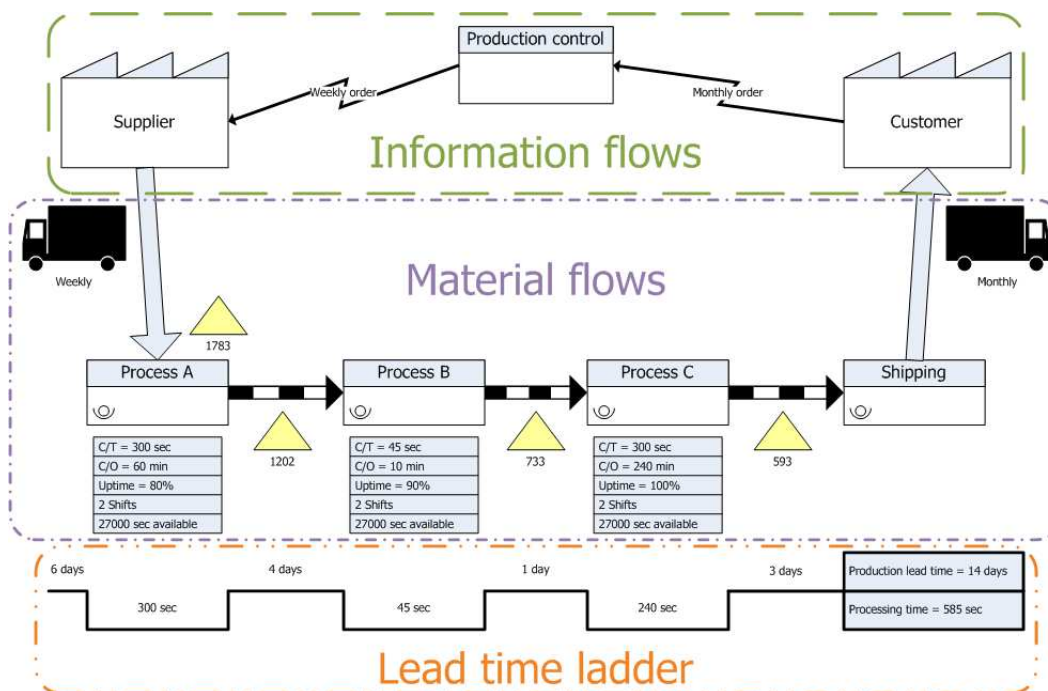 Production control
Supplier
Weekly order
Monthly order
Customer
Information flows
Weekly
Material flows
Monthly
1783
Process A
Process B
Process C
Shipping
1202
733
593
C/T = 300 sec
C/O = 60 min
Uptime = 80%
2 Shifts
27000 sec available
C/T = 45 sec
C/O = 10 min
Uptime = 90%
2 Shifts
27000 sec available
C/T = 300 sec
C/O = 240 min
Uptime = 100%
2 Shifts
27000 sec available
6 days
4 days
1 day
3 days
Production lead time = 14 days
300 sec
45 sec
240 sec
Processing time = 585 sec
Lead time ladder